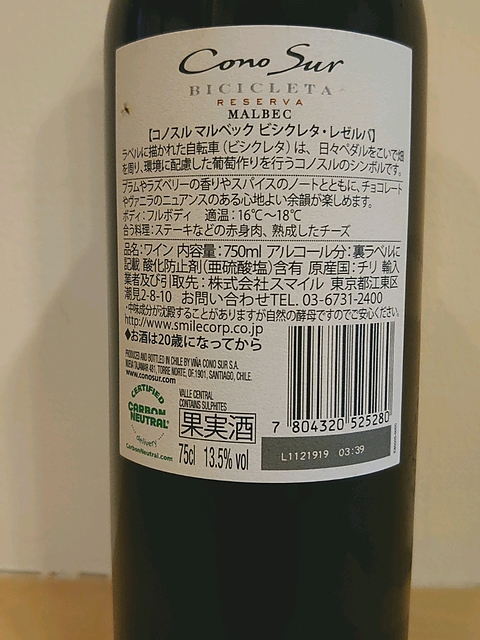 Cono Sur
BICICLETA
RESERVA
MALBEC
【コノスル マルベック ビシクレタ・レゼルバ】
ラベルに描かれた自転車（ビシクレタ）は、日々ペダルをこいで畑
を周り、環境に配慮した葡萄作りを行うコノスルのシンボルです。
プラムやラズベリーの香りやスパイスのノートとともに、チョコレート
やヴァニラのニュアンスのある心地よい余韻が楽しめます。
ボディ：フルボディ 適温：16℃〜18℃
合う料理：ステーキなどの赤身肉、熟成したチーズ
品名：ワイン 内容量：750ml アルコール分：裏ラベルに
記載 酸化防止剤（亜硫酸塩）含有 原産国：チリ 輸入
業者及び引取先：株式会社スマイル 東京都江東区
潮見2-8-10 お問い合わせTEL. 03-6731-2400
・中味成分が沈殿することがありますが自然の酵母ですのでご安心ください。
http://www.smilecorp.co.jp
◆お酒は20歳になってから
PRODUCED AND BOTTLED IN CHILE BY VIÑA CONO SUR S.A.
NUEVA TAJAMAR 481, TORRE NORTE, OF.1901, SANTIAGO, CHILE.
www.conosur.com
CERTIFIED
CARBON
NEUTRAL
delivery
CarbonNeutral.com
VALLE CENTRAL
CONTAINS SULPHITES
果実酒
75cl 13.5% vol
7 804320 525280
L1121919 03:39